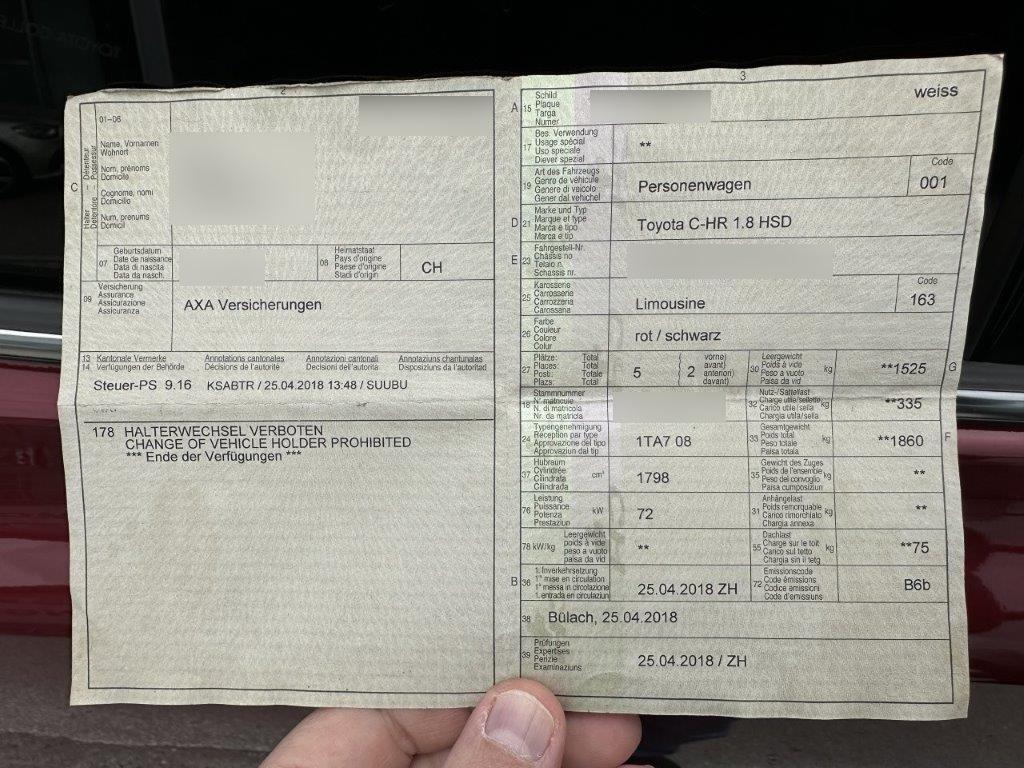 2
01-06
Halter – Détenteur
Detentore – Possessur
C
Name, Vornamen
Wohnort
Nom, prénoms
Domicile
Cognome, nomi
Domicilio
Num, prenums
Domicil
07
Geburtsdatum
Date de naissance
Data di nascita
Data da nasch.
08
Heimatstaat
Pays d'origine
Paese d'origine
Stadi d'origin
CH
09
Versicherung
Assurance
Assicurazione
Assicuranza
AXA Versicherungen
13 Kantonale Vermerke Annotations cantonales Annotazioni cantonali Annotaziuns chantunalas
14 Verfügungen der Behörde Décisions de l'autorité Decisioni dell'autorità Disposiziuns da l'autoritad
Steuer-PS 9.16 KSABTR / 25.04.2018 13:48 / SUUBU
178 HALTERWECHSEL VERBOTEN
CHANGE OF VEHICLE HOLDER PROHIBITED
*** Ende der Verfügungen ***
3
A 15
Schild
Plaque
Targa
Numer
weiss
17
Bes. Verwendung
Usage spécial
Uso speciale
Diever spezial
**
19
Art des Fahrzeugs
Genre de véhicule
Genere di veicolo
Gener dal vehichel
Personenwagen
Code
001
D 21
Marke und Typ
Marque et type
Marca e tipo
Marca e tip
Toyota C-HR 1.8 HSD
E 23
Fahrgestell-Nr.
Châssis no
Telaio n.
Schassis nr.
25
Karosserie
Carrosserie
Carrozzeria
Carossaria
Limousine
Code
163
26
Farbe
Couleur
Colore
Colur
rot / schwarz
27
Plätze: Total
Places: Total
Posti: Totale
Plazs: Total
5
( 2
vorne)
avant)
anteriori)
davant)
30
Leergewicht
Poids à vide
Peso a vuoto
Paisa da vid
kg
**1525
G
18
Stammnummer
N° matricule
N. di matricola
Nr. da matricla
32
Nutz-/Sattellast
Charge utile/sellette
Carico utile/sella
Chargia utila/sella
kg
**335
24
Typengenehmigung
Réception par type
Approvazione del tipo
Approvaziun dal tip
1TA7 08
33
Gesamtgewicht
Poids total
Peso totale
Paisa totala
kg
**1860
F
37
Hubraum
Cylindrée
Cilindrata
Cilindrada
cm³
1798
35
Gewicht des Zuges
Poids de l'ensemble
Peso del convoglio
Paisa cumposiziun
kg
**
76
Leistung
Puissance
Potenza
Prestaziun
kW
72
31
Anhängelast
Poids remorquable
Carico rimorchiato
Chargia annexa
kg
**
78 kW/kg
Leergewicht
poids à vide
peso a vuoto
paisa da vid
**
55
Dachlast
Charge sur le toit
Carico sul tetto
Chargia sin il tetg
kg
**75
B 36
1. Inverkehrsetzung
1re mise en circulation
1a messa in circolazione
1. entrada en circulaziun
25.04.2018 ZH
72
Emissionscode
Code émissions
Codice emissioni
Code d'emissiuns
B6b
38
Bülach, 25.04.2018
39
Prüfungen
Expertises
Perizie
Examinaziuns
25.04.2018 / ZH